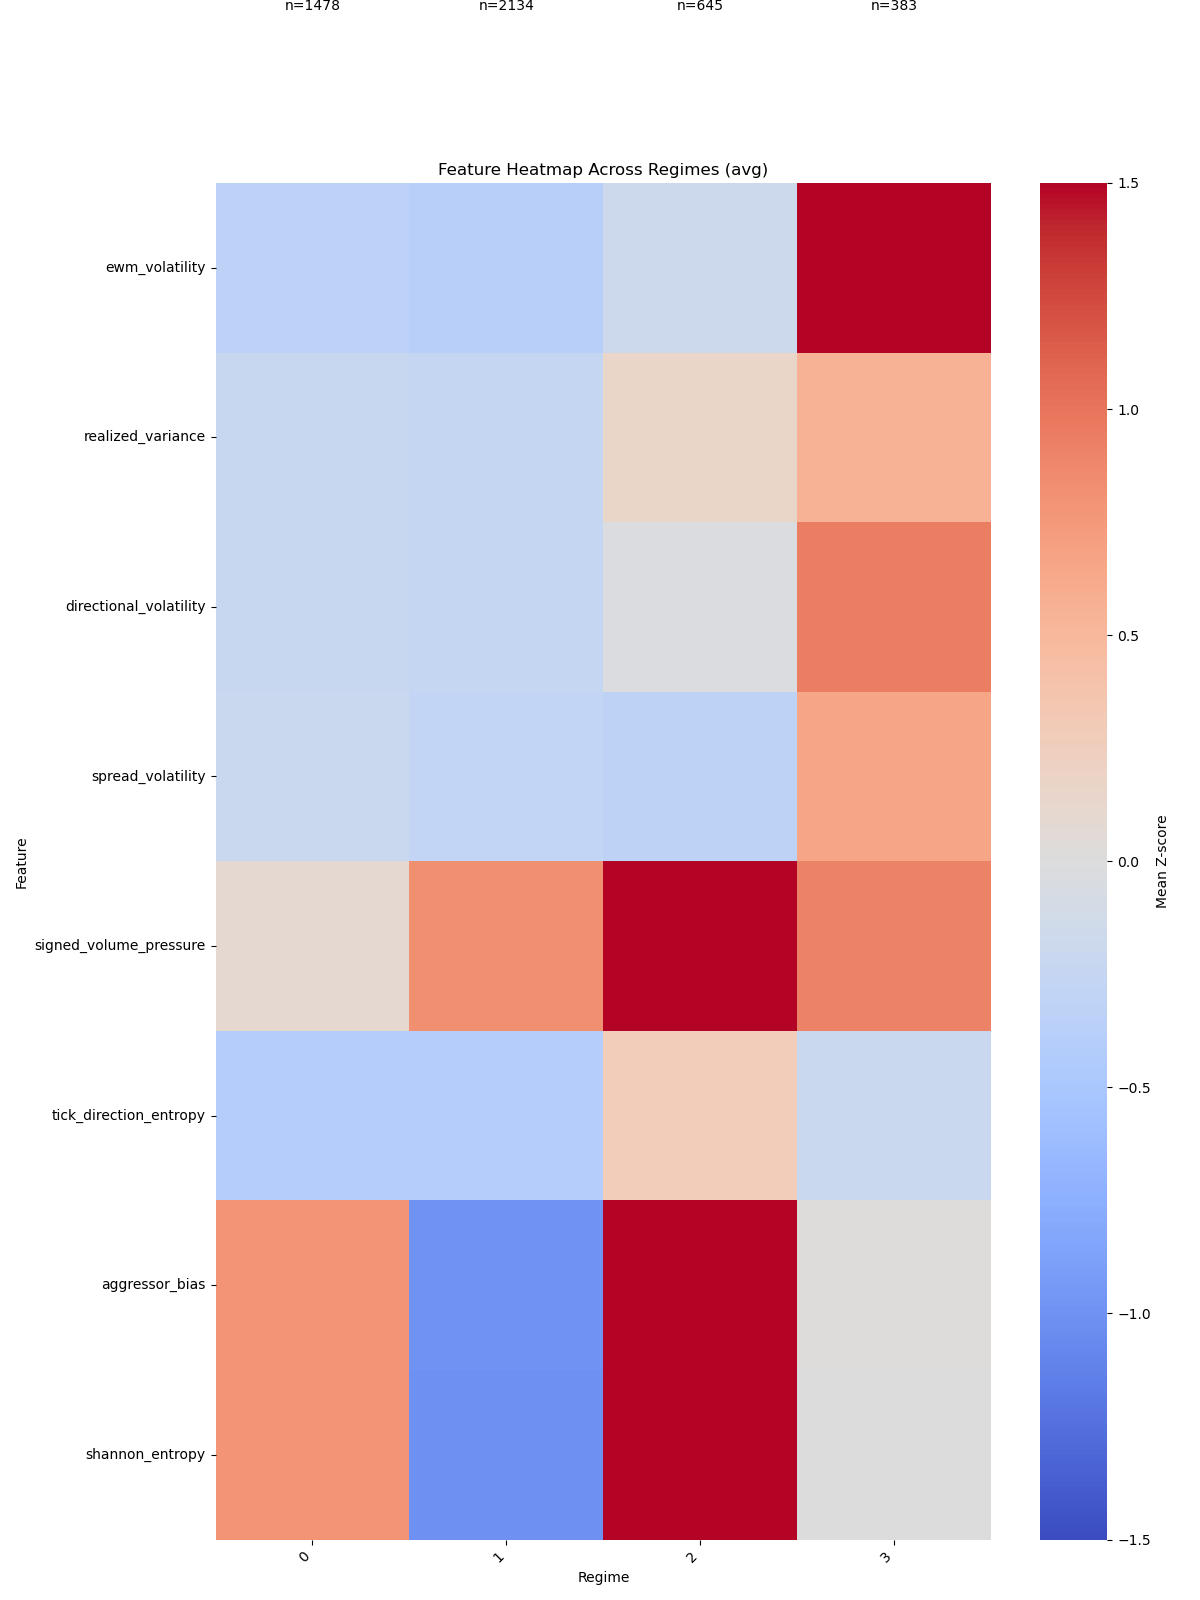 n=1478 n=2134 n=645 n=383
Feature Heatmap Across Regimes (avg)
ewm_volatility
realized_variance
directional_volatility
spread_volatility
signed_volume_pressure
tick_direction_entropy
aggressor_bias
shannon_entropy
Feature
0 1 2 3
Regime
1.5
1.0
0.5
0.0
−0.5
−1.0
−1.5
Mean Z-score